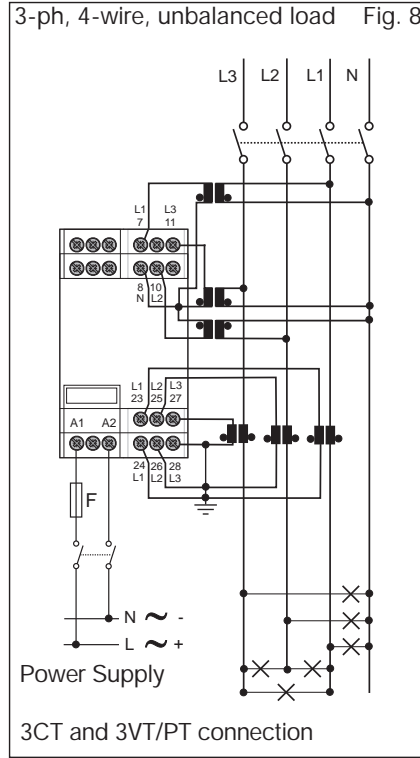 3-ph, 4-wire, unbalanced load Fig. 8
L3 L2 L1 N
L1 L3
7 11
8 10
N L2
L1 L2 L3
23 25 27
A1 A2
24 26 28
L1 L2 L3
F
N ~ -
L ~ +
Power Supply
3CT and 3VT/PT connection